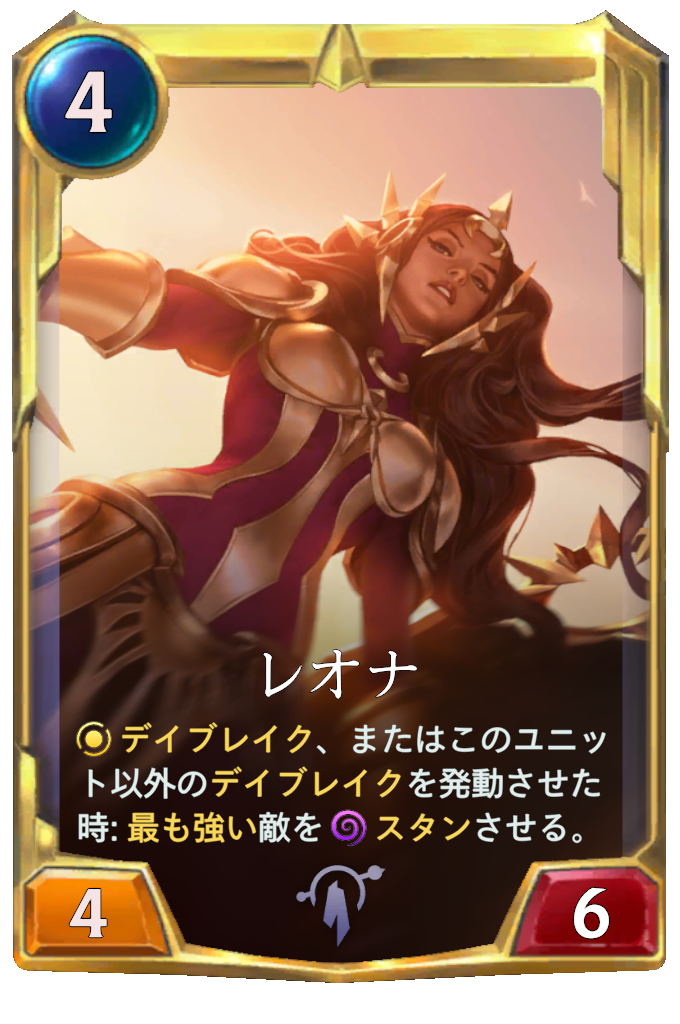 4
レオナ
デイブレイク、またはこのユニッ
ト以外のデイブレイクを発動させた
時: 最も強い敵を スタンさせる。
4
6